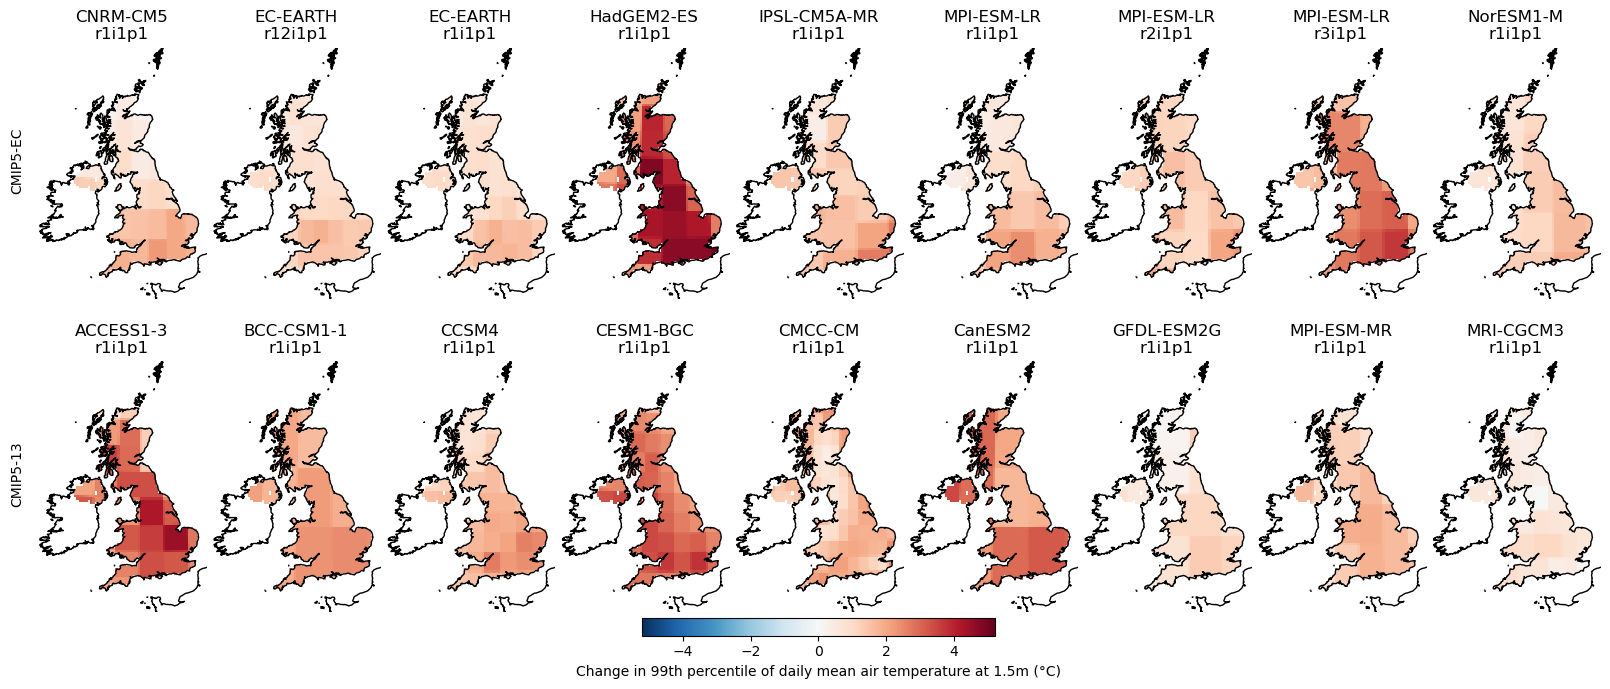 CNRM-CM5
r1i1p1
EC-EARTH
r12i1p1
EC-EARTH
r1i1p1
HadGEM2-ES
r1i1p1
IPSL-CM5A-MR
r1i1p1
MPI-ESM-LR
r1i1p1
MPI-ESM-LR
r2i1p1
MPI-ESM-LR
r3i1p1
NorESM1-M
r1i1p1
CMIP5-EC
ACCESS1-3
r1i1p1
BCC-CSM1-1
r1i1p1
CCSM4
r1i1p1
CESM1-BGC
r1i1p1
CMCC-CM
r1i1p1
CanESM2
r1i1p1
GFDL-ESM2G
r1i1p1
MPI-ESM-MR
r1i1p1
MRI-CGCM3
r1i1p1
CMIP5-13
−4 −2 0 2 4
Change in 99th percentile of daily mean air temperature at 1.5m (°C)